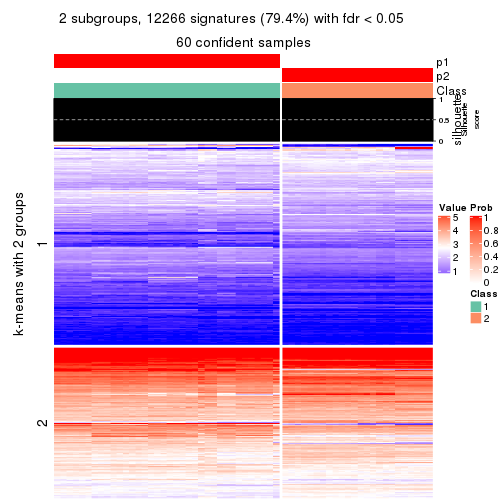 2 subgroups, 12266 signatures (79.4%) with fdr < 0.05
60 confident samples
p1
p2
Class
1
0.5
0
silhouette
Silhouette
score
k-means with 2 groups
1
2
Value
5
4
3
2
1
Prob
1
0.8
0.6
0.4
0.2
0
Class
1
2